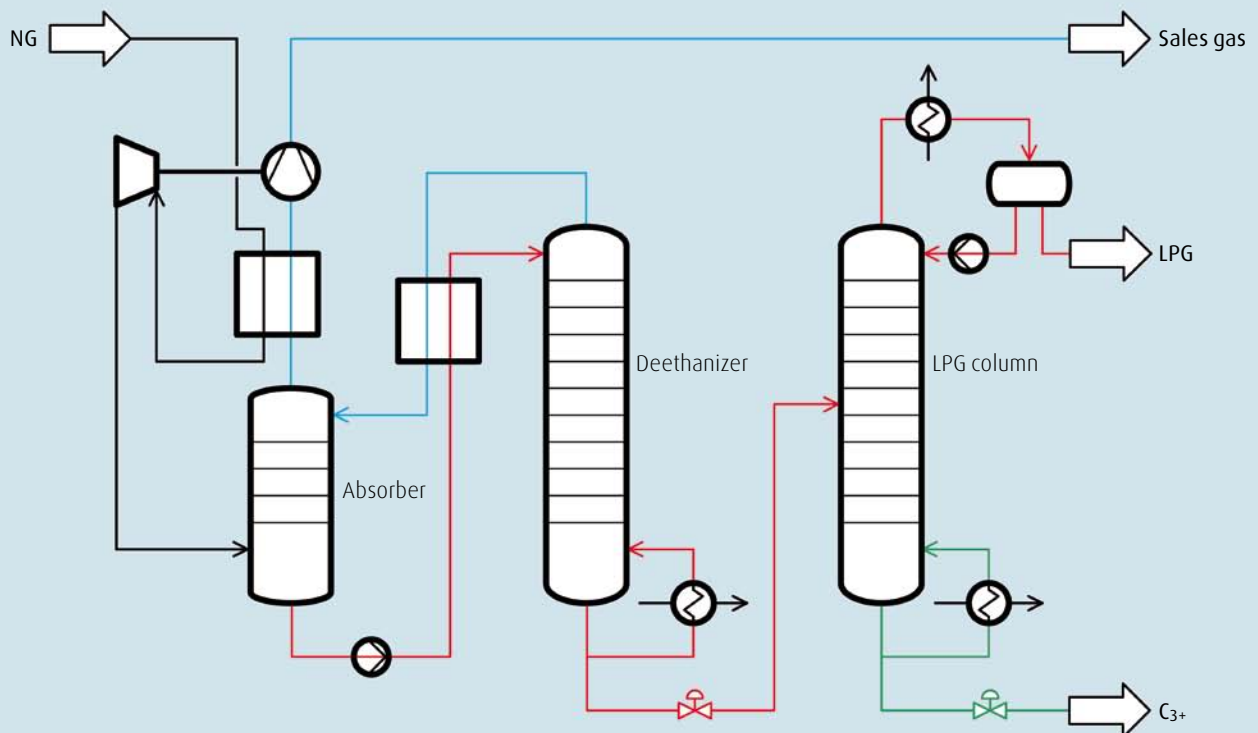 NG
Sales gas
LPG
Deethanizer
LPG column
Absorber
C₃₊